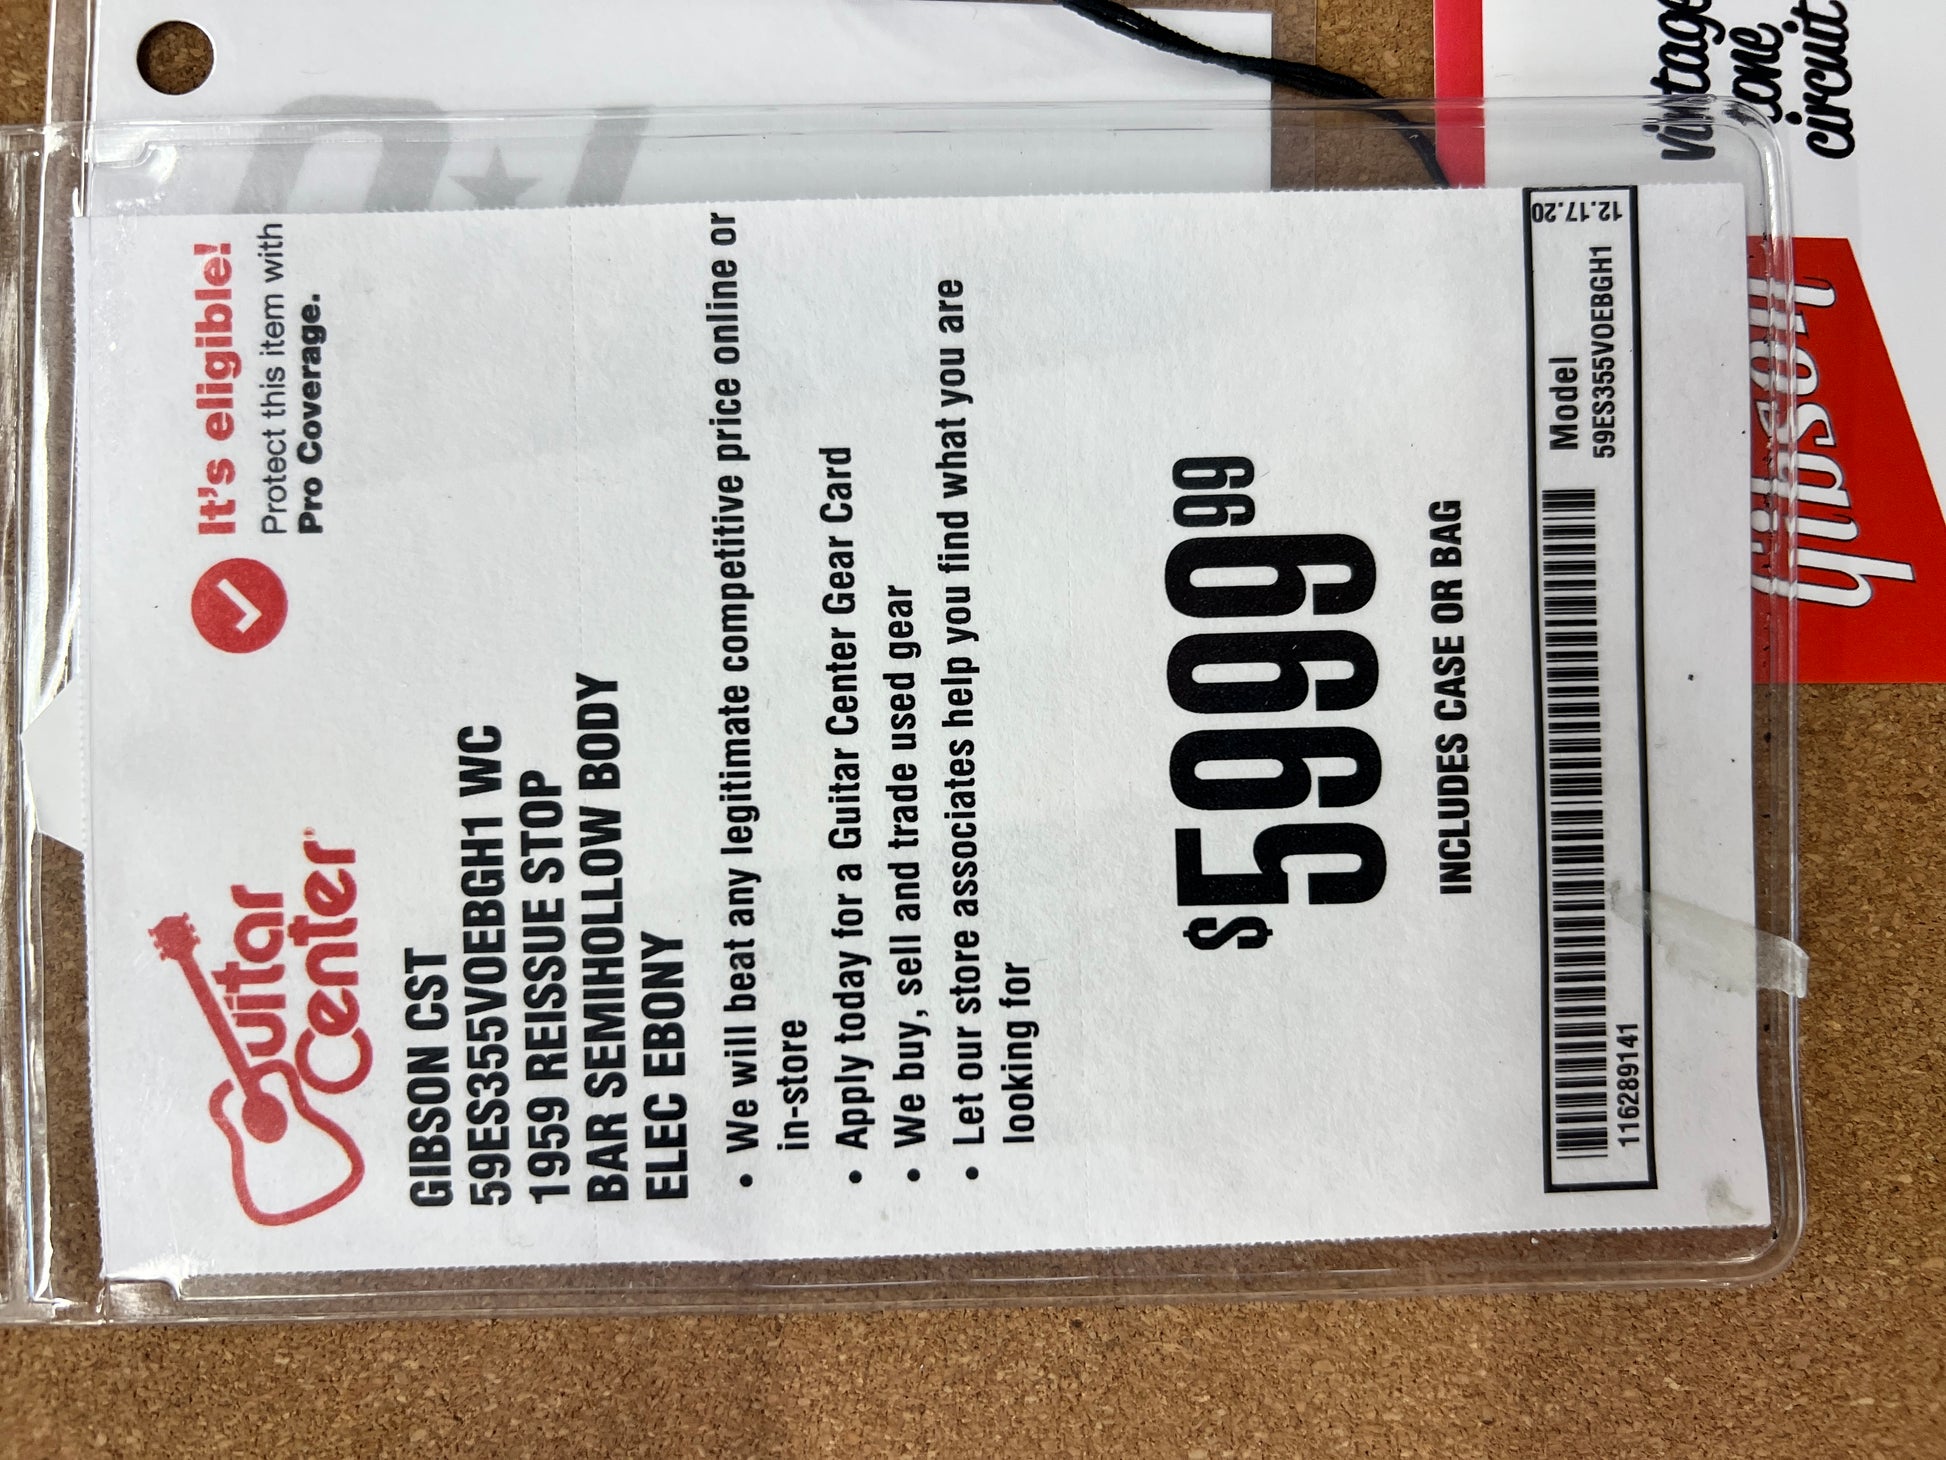 Guitar
Center
It's eligible!
Protect this item with
Pro Coverage.
GIBSON CST
59ES355VOEBGH1 WC
1959 REISSUE STOP
BAR SEMIHOLLOW BODY
ELEC EBONY
• We will beat any legitimate competitive price online or
in-store
• Apply today for a Guitar Center Gear Card
• We buy, sell and trade used gear
• Let our store associates help you find what you are
looking for
$5999.99
INCLUDES CASE OR BAG
Model
59ES355VOEBGH1
12.17.20
116289141
vintage
tone
circuit
Gibson